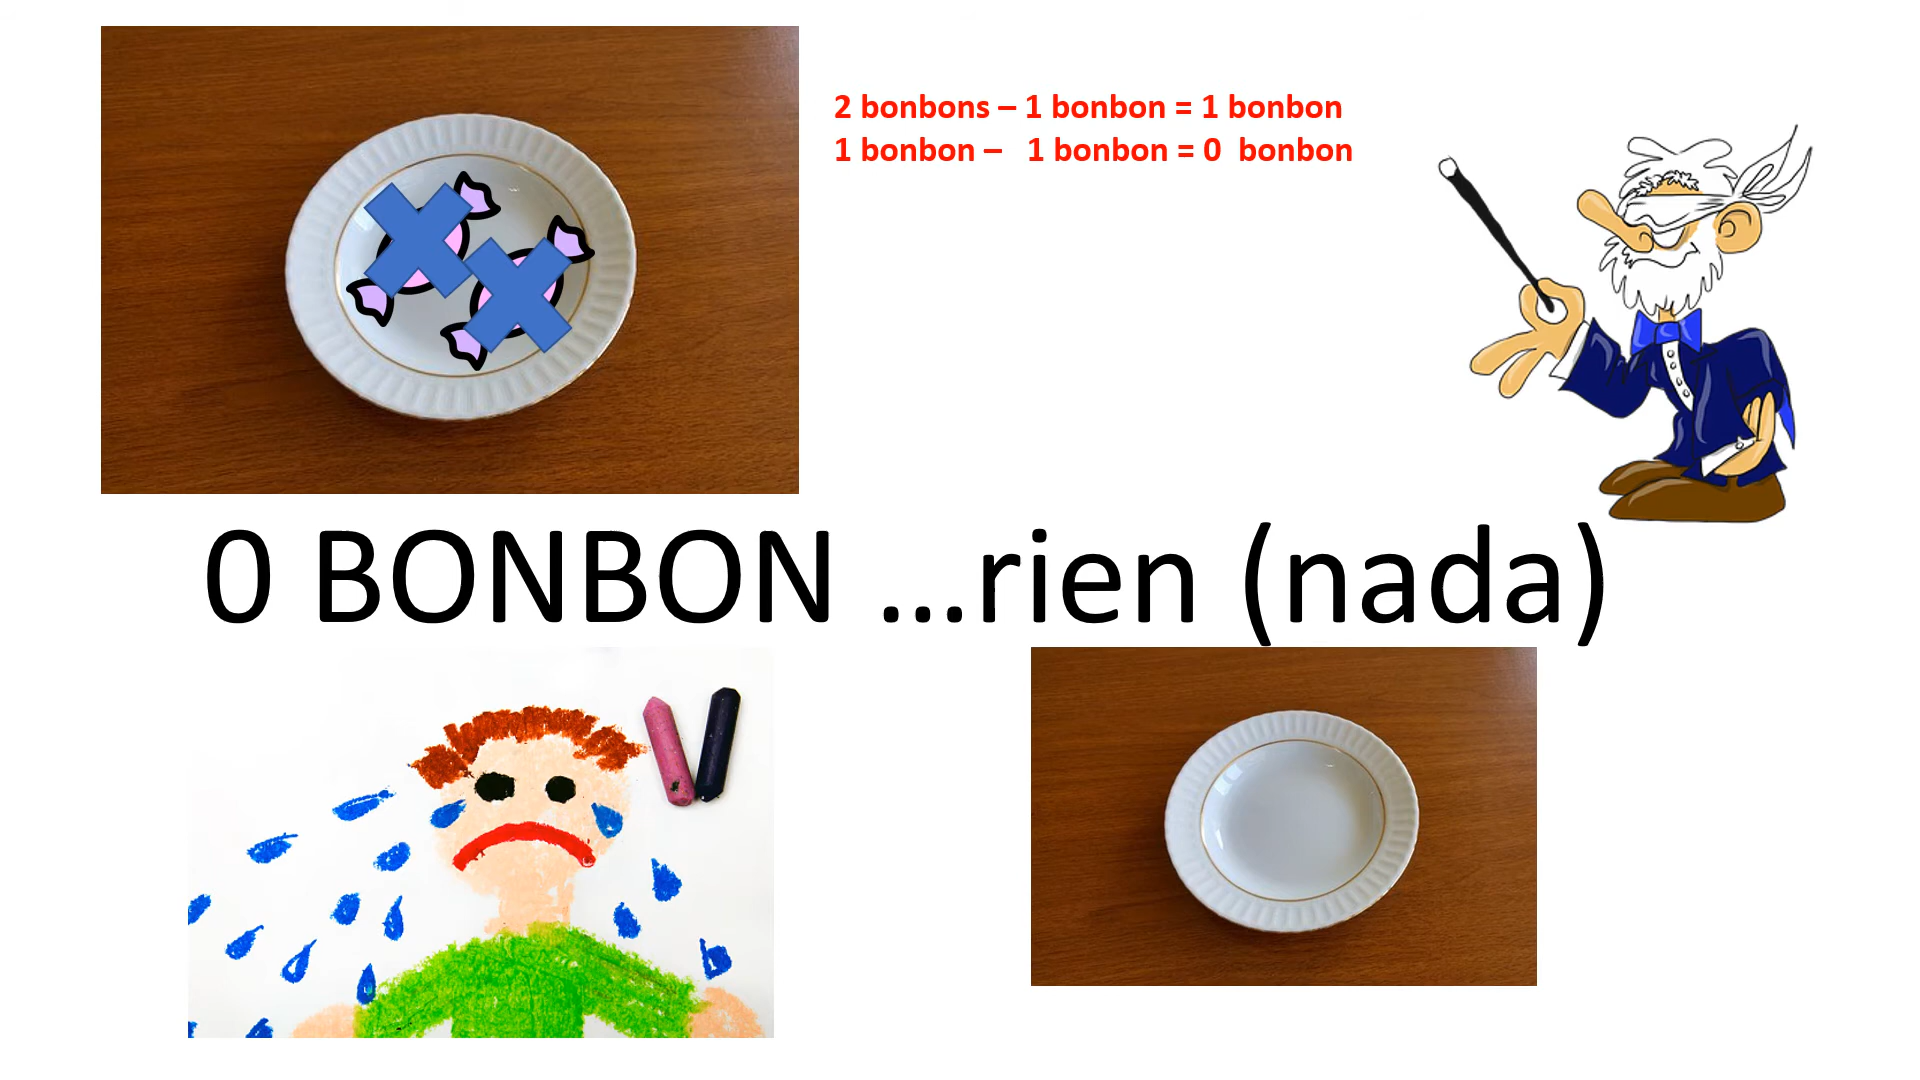 2 bonbons – 1 bonbon = 1 bonbon
1 bonbon – 1 bonbon = 0 bonbon
0 BONBON ...rien (nada)